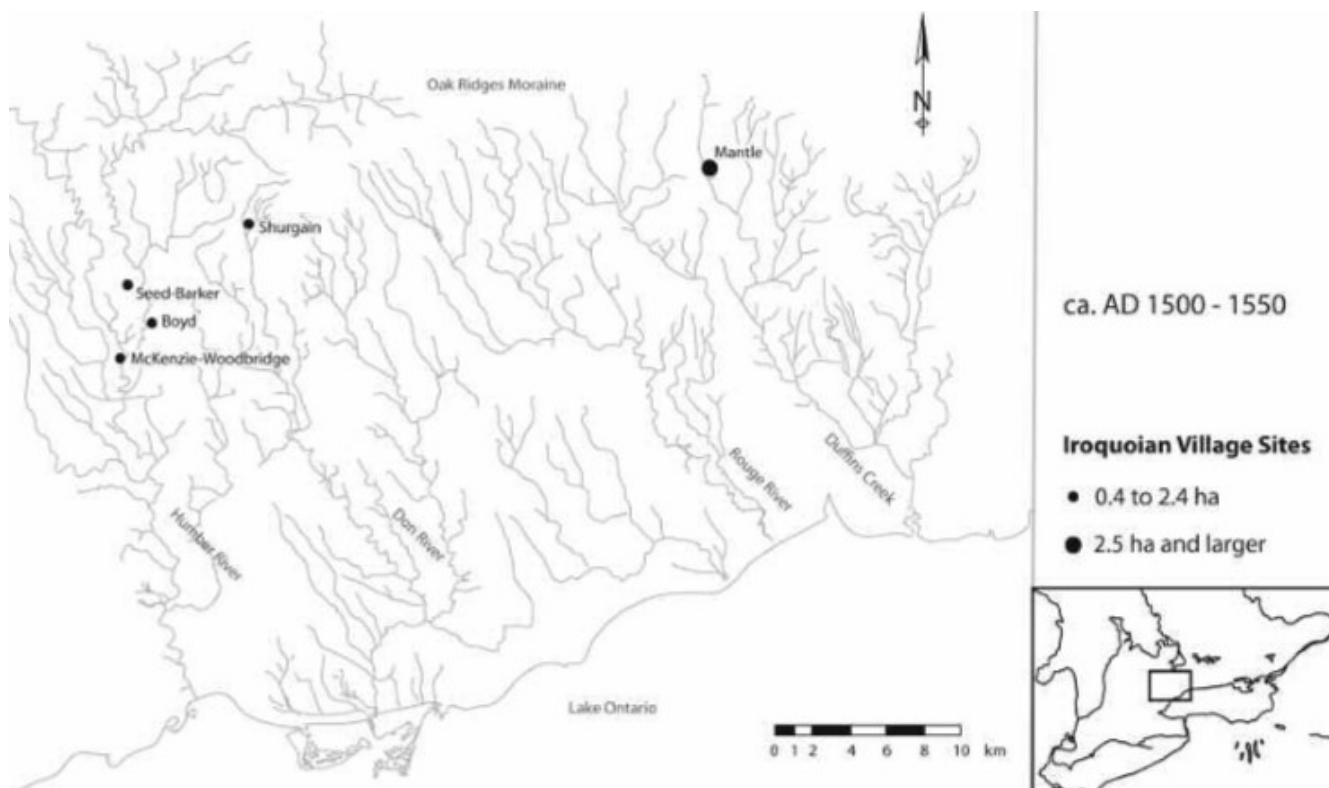 Oak Ridges Moraine
N
Mantle
Shurgain
Seed-Barker
Boyd
McKenzie-Woodbridge
ca. AD 1500 - 1550
Iroquoian Village Sites
0.4 to 2.4 ha
2.5 ha and larger
Humber River
Don River
Rouge River
Duffins Creek
Lake Ontario
0 1 2 4 6 8 10 km